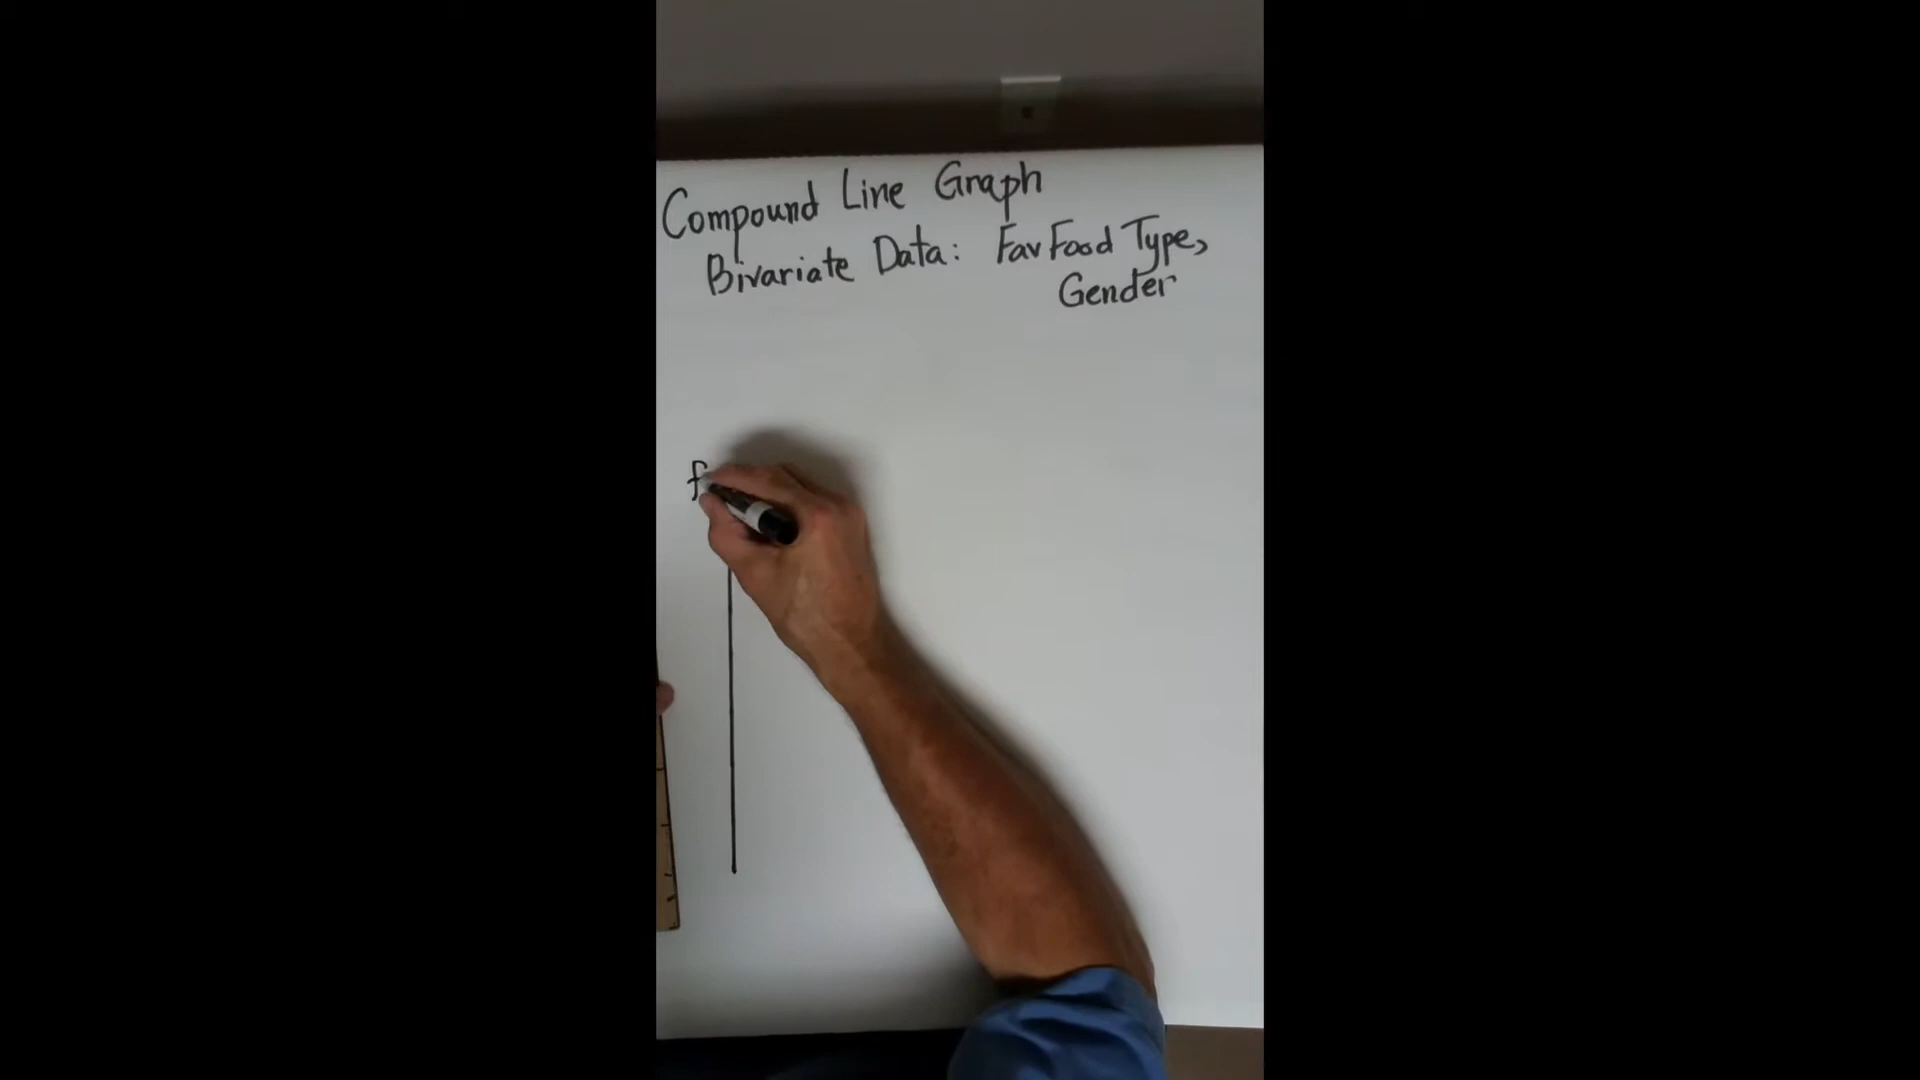 Compound Line Graph
Bivariate Data: Fav Food Type,
Gender
f